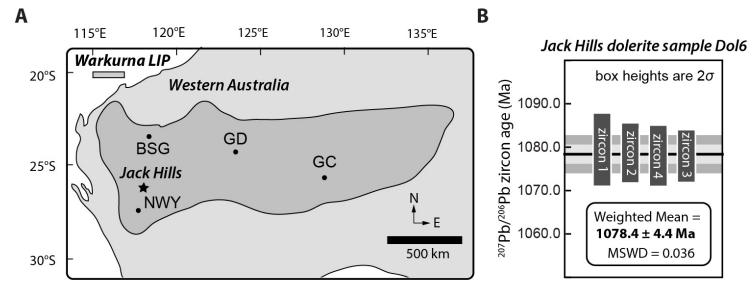 A
115°E 120°E 125°E 130°E 135°E
Warkurna LIP
20°S
Western Australia
BSG
GD
25°S
GC
Jack Hills
NWY
N
E
500 km
30°S
B
Jack Hills dolerite sample Dol6
box heights are 2σ
²⁰⁷Pb/²⁰⁶Pb zircon age (Ma)
1090.0
1080.0
1070.0
1060.0
zircon 1
zircon 2
zircon 4
zircon 3
Weighted Mean =
1078.4 ± 4.4 Ma
MSWD = 0.036